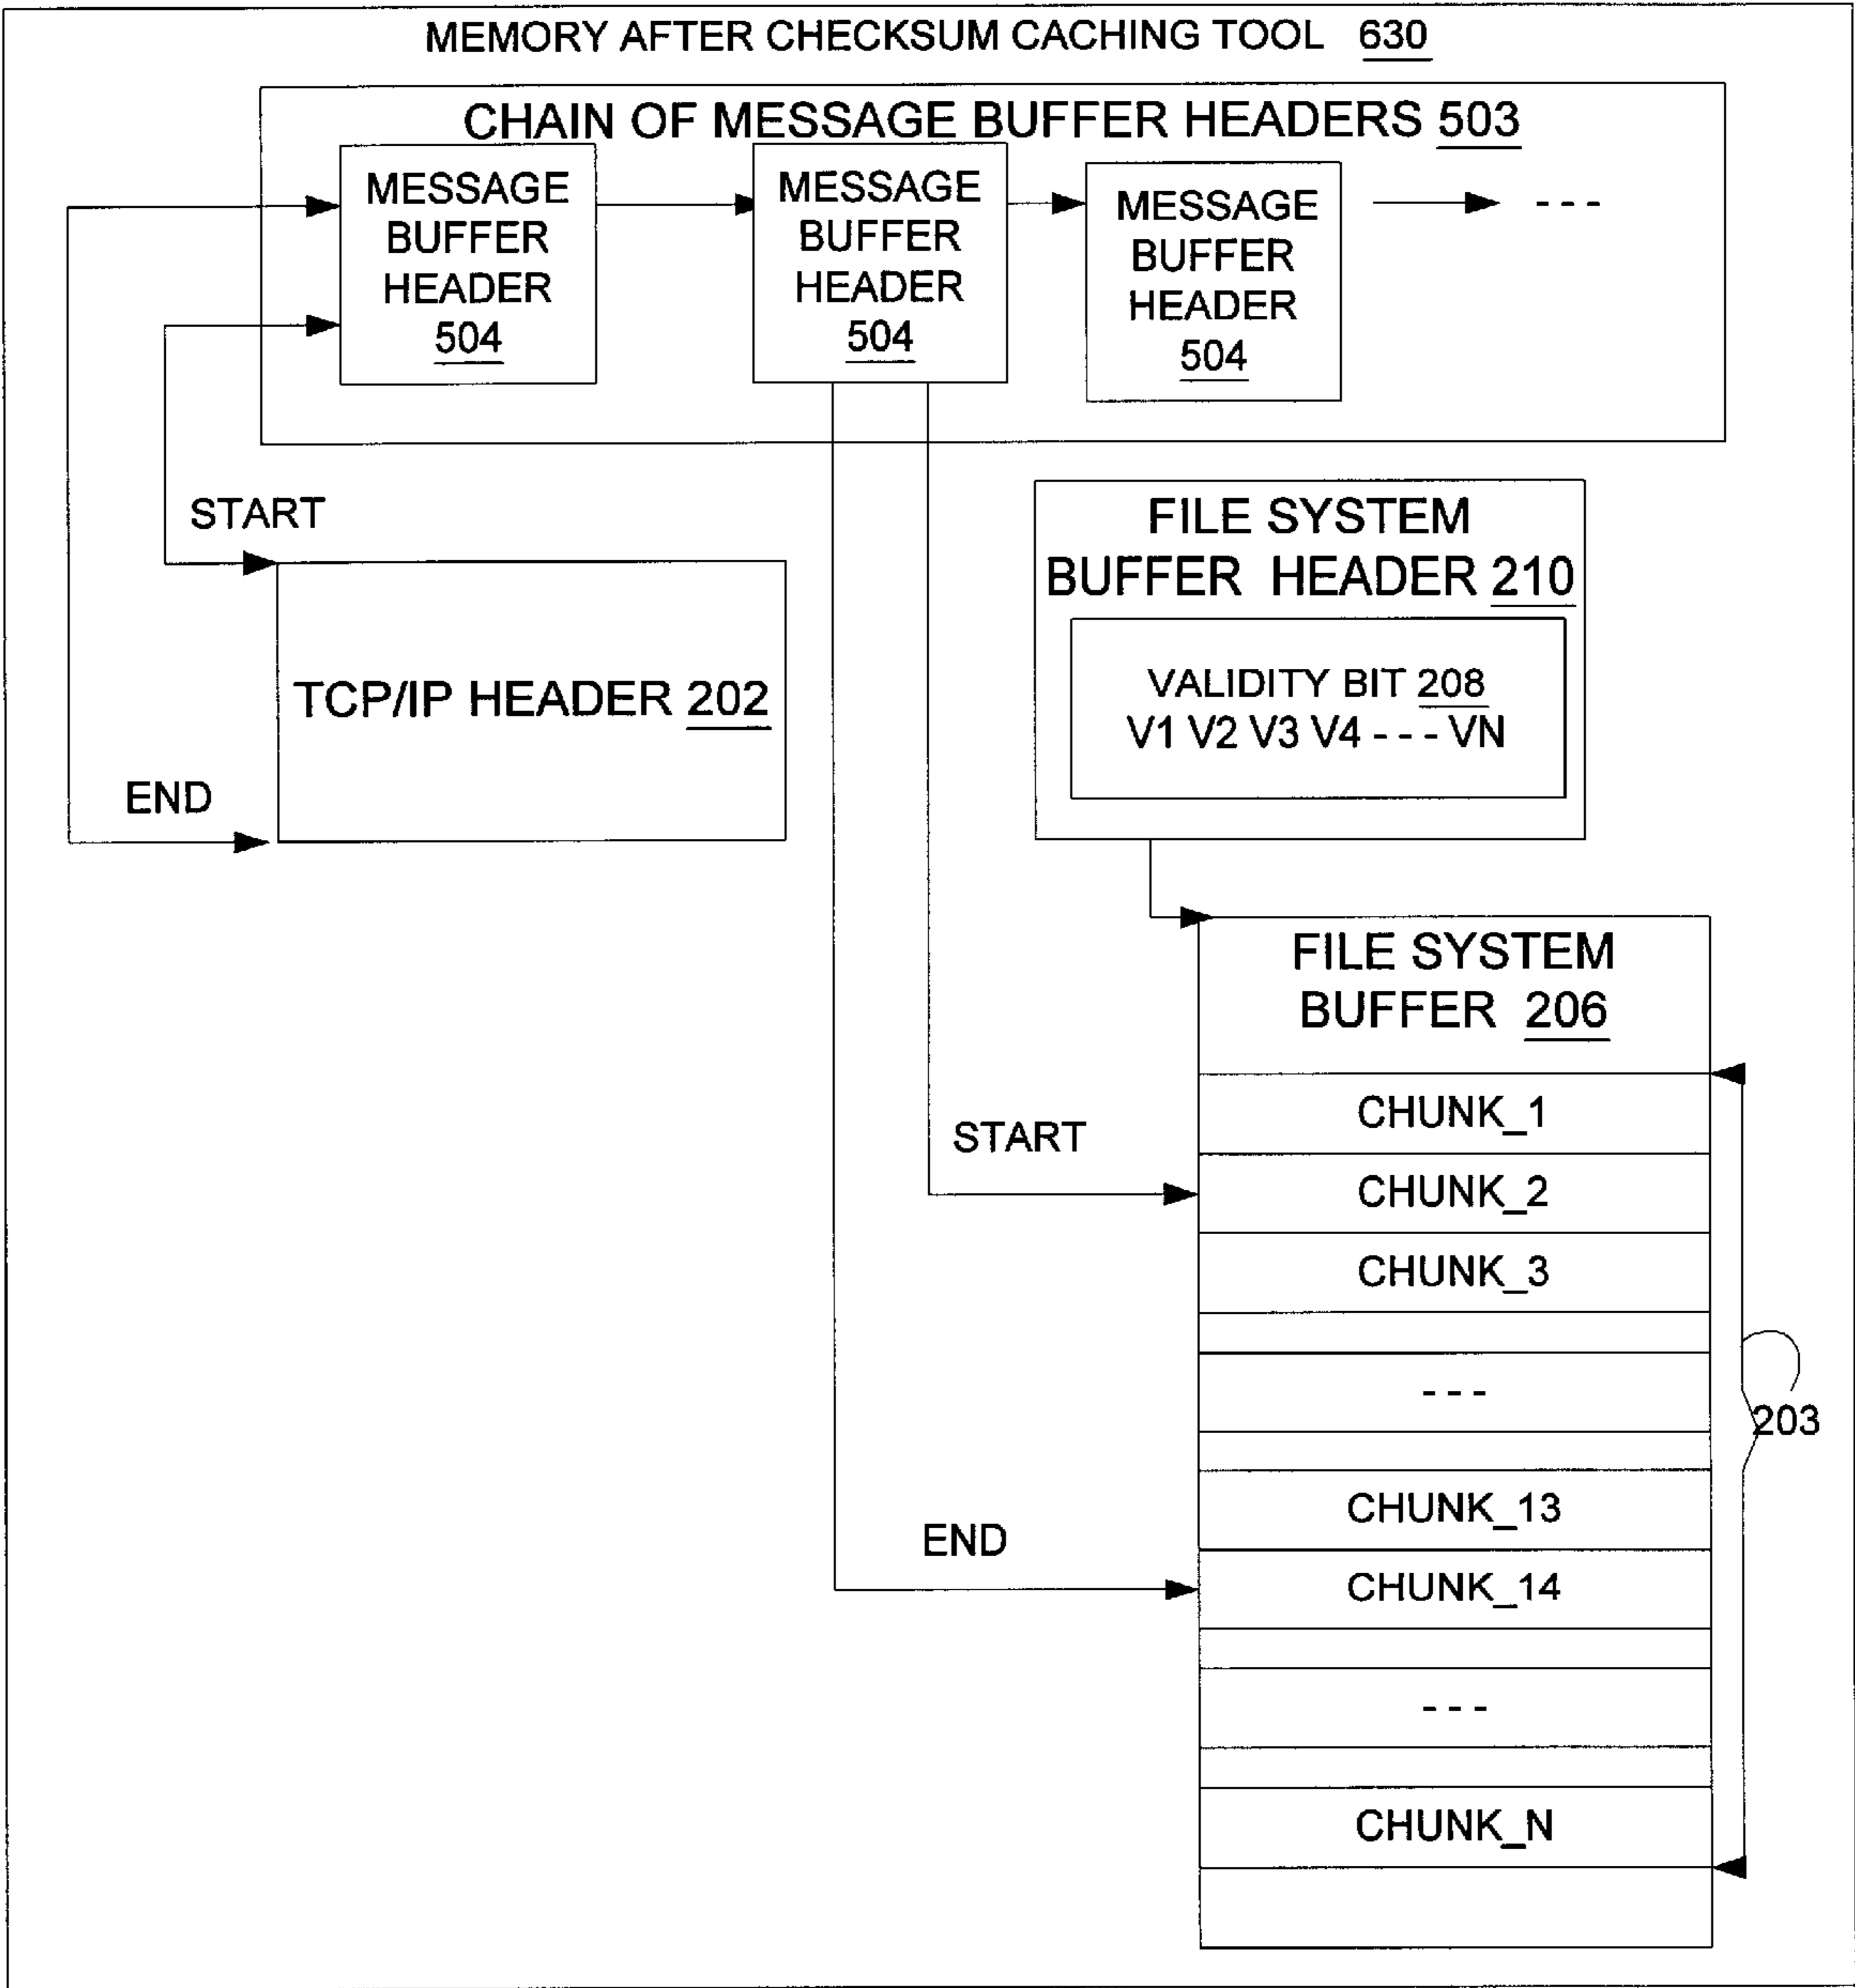 MEMORY AFTER CHECKSUM CACHING TOOL 630
CHAIN OF MESSAGE BUFFER HEADERS 503
MESSAGE
BUFFER
HEADER
504
MESSAGE
BUFFER
HEADER
504
MESSAGE
BUFFER
HEADER
504
- - -
START
TCP/IP HEADER 202
END
FILE SYSTEM
BUFFER HEADER 210
VALIDITY BIT 208
V1 V2 V3 V4 - - - VN
FILE SYSTEM
BUFFER 206
START
END
CHUNK_1
CHUNK_2
CHUNK_3
- - -
CHUNK_13
CHUNK_14
- - -
CHUNK_N
203